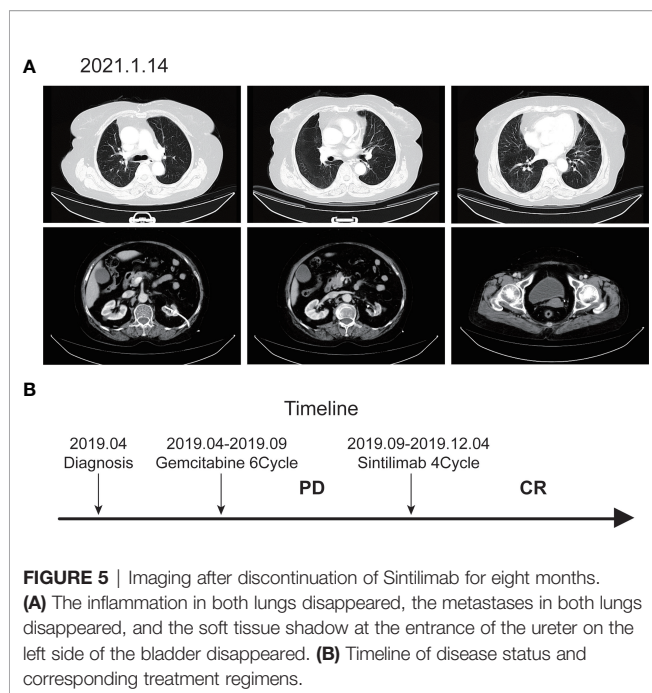 A 2021.1.14
B
Timeline
2019.04 2019.04-2019.09 2019.09-2019.12.04
Diagnosis Gemcitabine 6Cycle Sintilimab 4Cycle
PD CR
FIGURE 5 | Imaging after discontinuation of Sintilimab for eight months.
(A) The inflammation in both lungs disappeared, the metastases in both lungs
disappeared, and the soft tissue shadow at the entrance of the ureter on the
left side of the bladder disappeared. (B) Timeline of disease status and
corresponding treatment regimens.